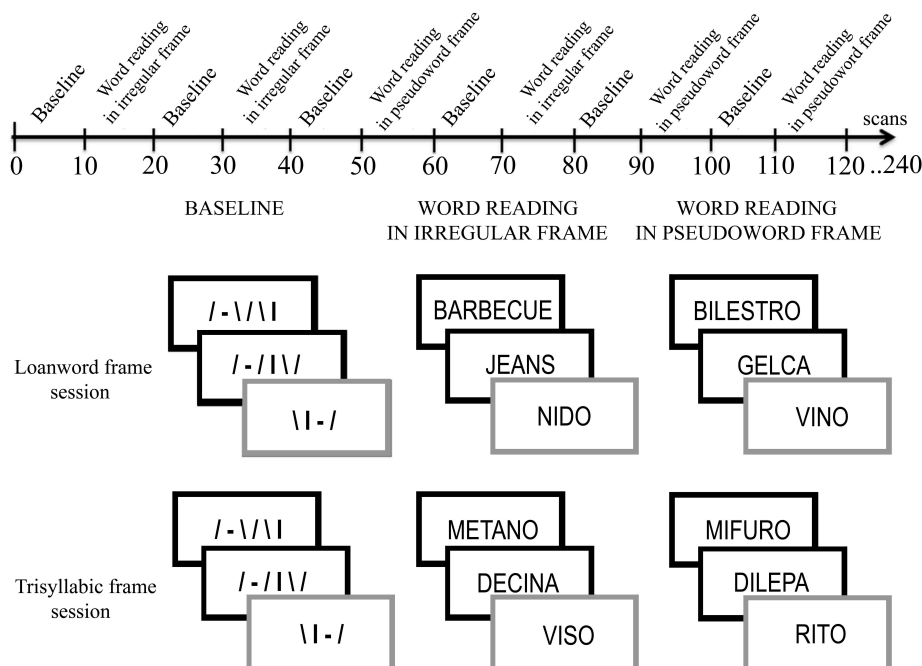 Baseline
Word reading
in irregular frame
Baseline
Word reading
in irregular frame
Baseline
Word reading
in pseudoword frame
Baseline
Word reading
in irregular frame
Baseline
Word reading
in pseudoword frame
Baseline
Word reading
in pseudoword frame
scans
0 10 20 30 40 50 60 70 80 90 100 110 120 ..240
BASELINE
WORD READING
IN IRREGULAR FRAME
WORD READING
IN PSEUDOWORD FRAME
Loanword frame
session
/ - \ / \ I
/ - / I \ /
\ I - /
BARBECUE
JEANS
NIDO
BILESTRO
GELCA
VINO
Trisyllabic frame
session
/ - \ / \ I
/ - / I \ /
\ I - /
METANO
DECINA
VISO
MIFURO
DILEPA
RITO